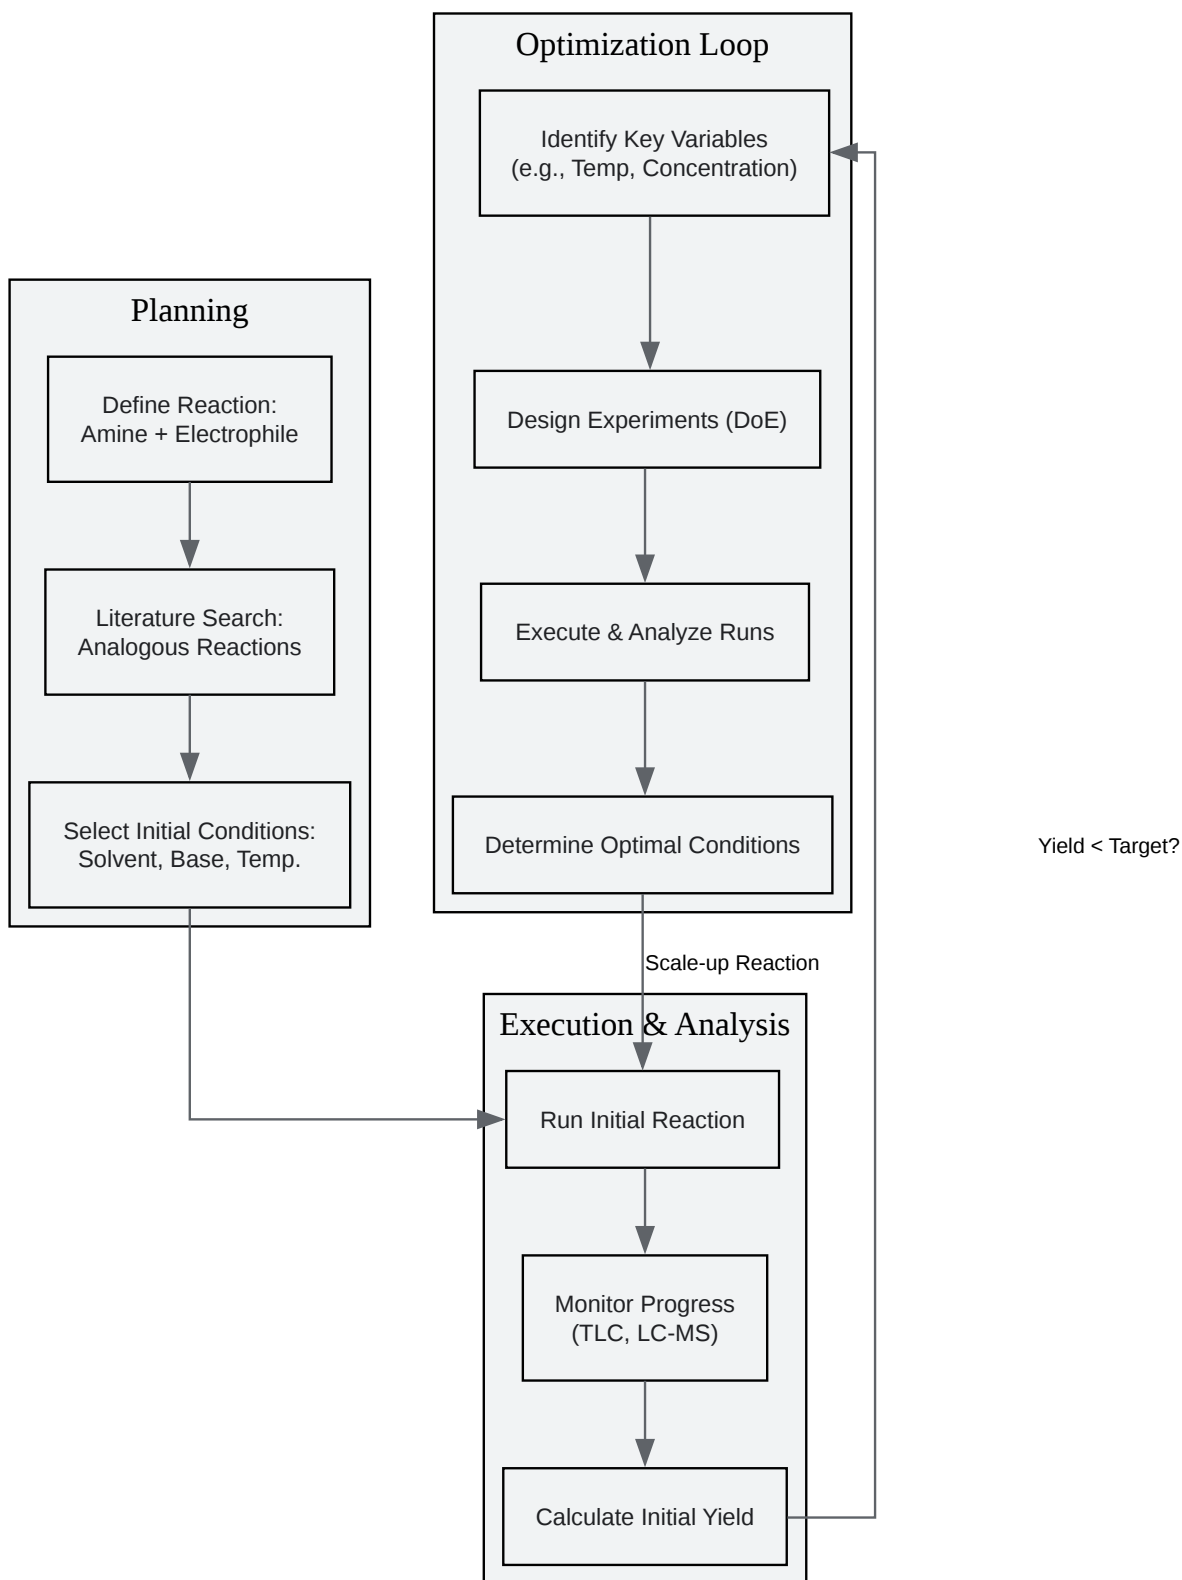 Optimization Loop
Identify Key Variables
(e.g., Temp, Concentration)
Design Experiments (DoE)
Execute & Analyze Runs
Determine Optimal Conditions
Planning
Define Reaction:
Amine + Electrophile
Literature Search:
Analogous Reactions
Select Initial Conditions:
Solvent, Base, Temp.
Yield < Target?
Scale-up Reaction
Execution & Analysis
Run Initial Reaction
Monitor Progress
(TLC, LC-MS)
Calculate Initial Yield